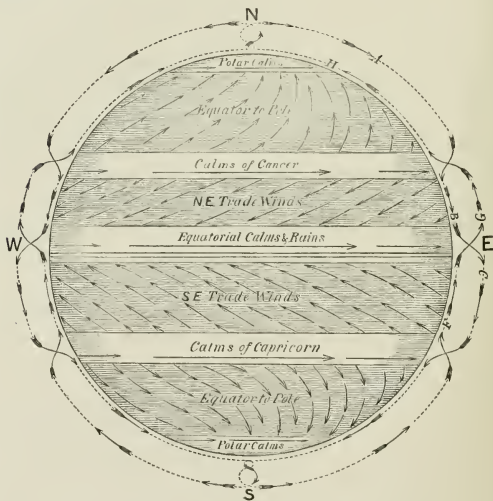 N
Polar Calms
H
Equator to Pole
Calms of Cancer
NE Trade Winds
B
G
W
Equatorial Calms & Rains
E
SE Trade Winds
F
Calms of Capricorn
Equator to Pole
Polar Calms
S